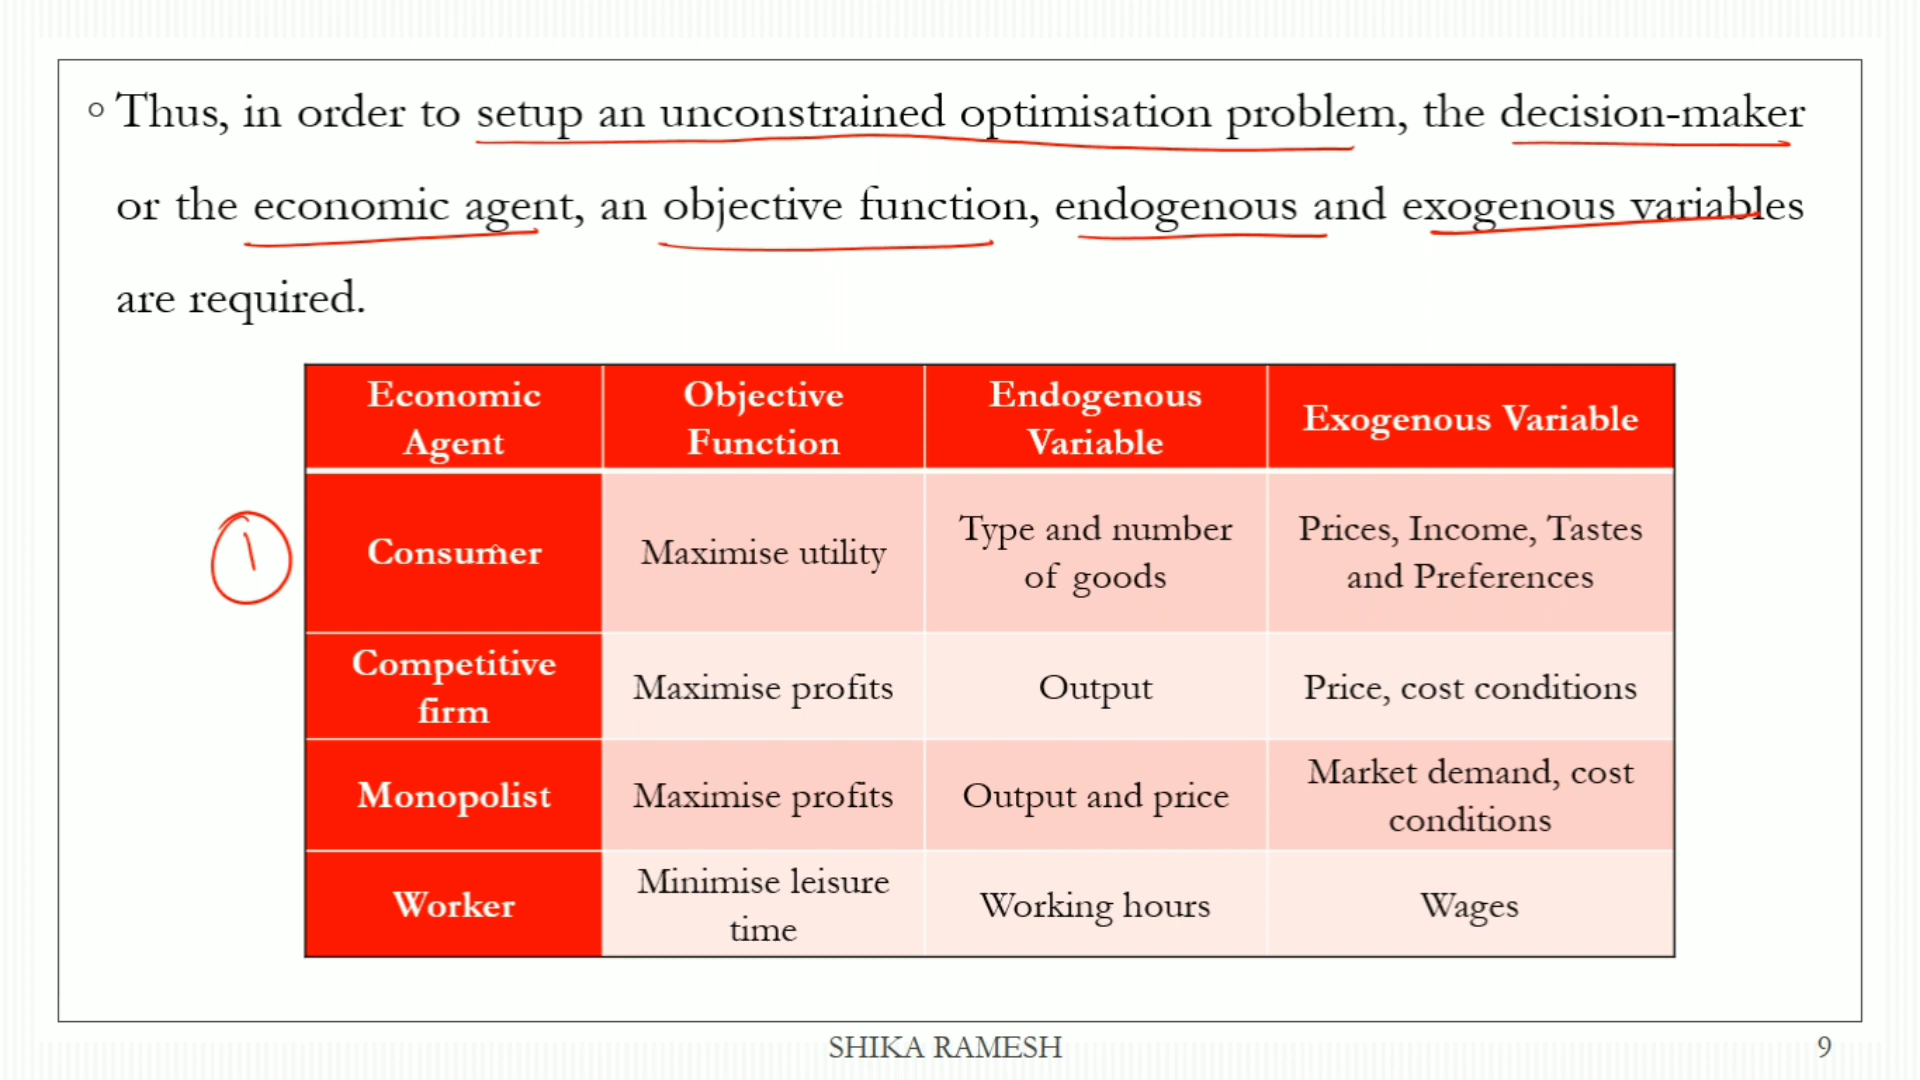 ◦ Thus, in order to setup an unconstrained optimisation problem, the decision-maker
or the economic agent, an objective function, endogenous and exogenous variables
are required.
Economic
Agent
Objective
Function
Endogenous
Variable
Exogenous Variable
1
Consumer
Maximise utility
Type and number
of goods
Prices, Income, Tastes
and Preferences
Competitive
firm
Maximise profits
Output
Price, cost conditions
Monopolist
Maximise profits
Output and price
Market demand, cost
conditions
Worker
Minimise leisure
time
Working hours
Wages
SHIKA RAMESH
9